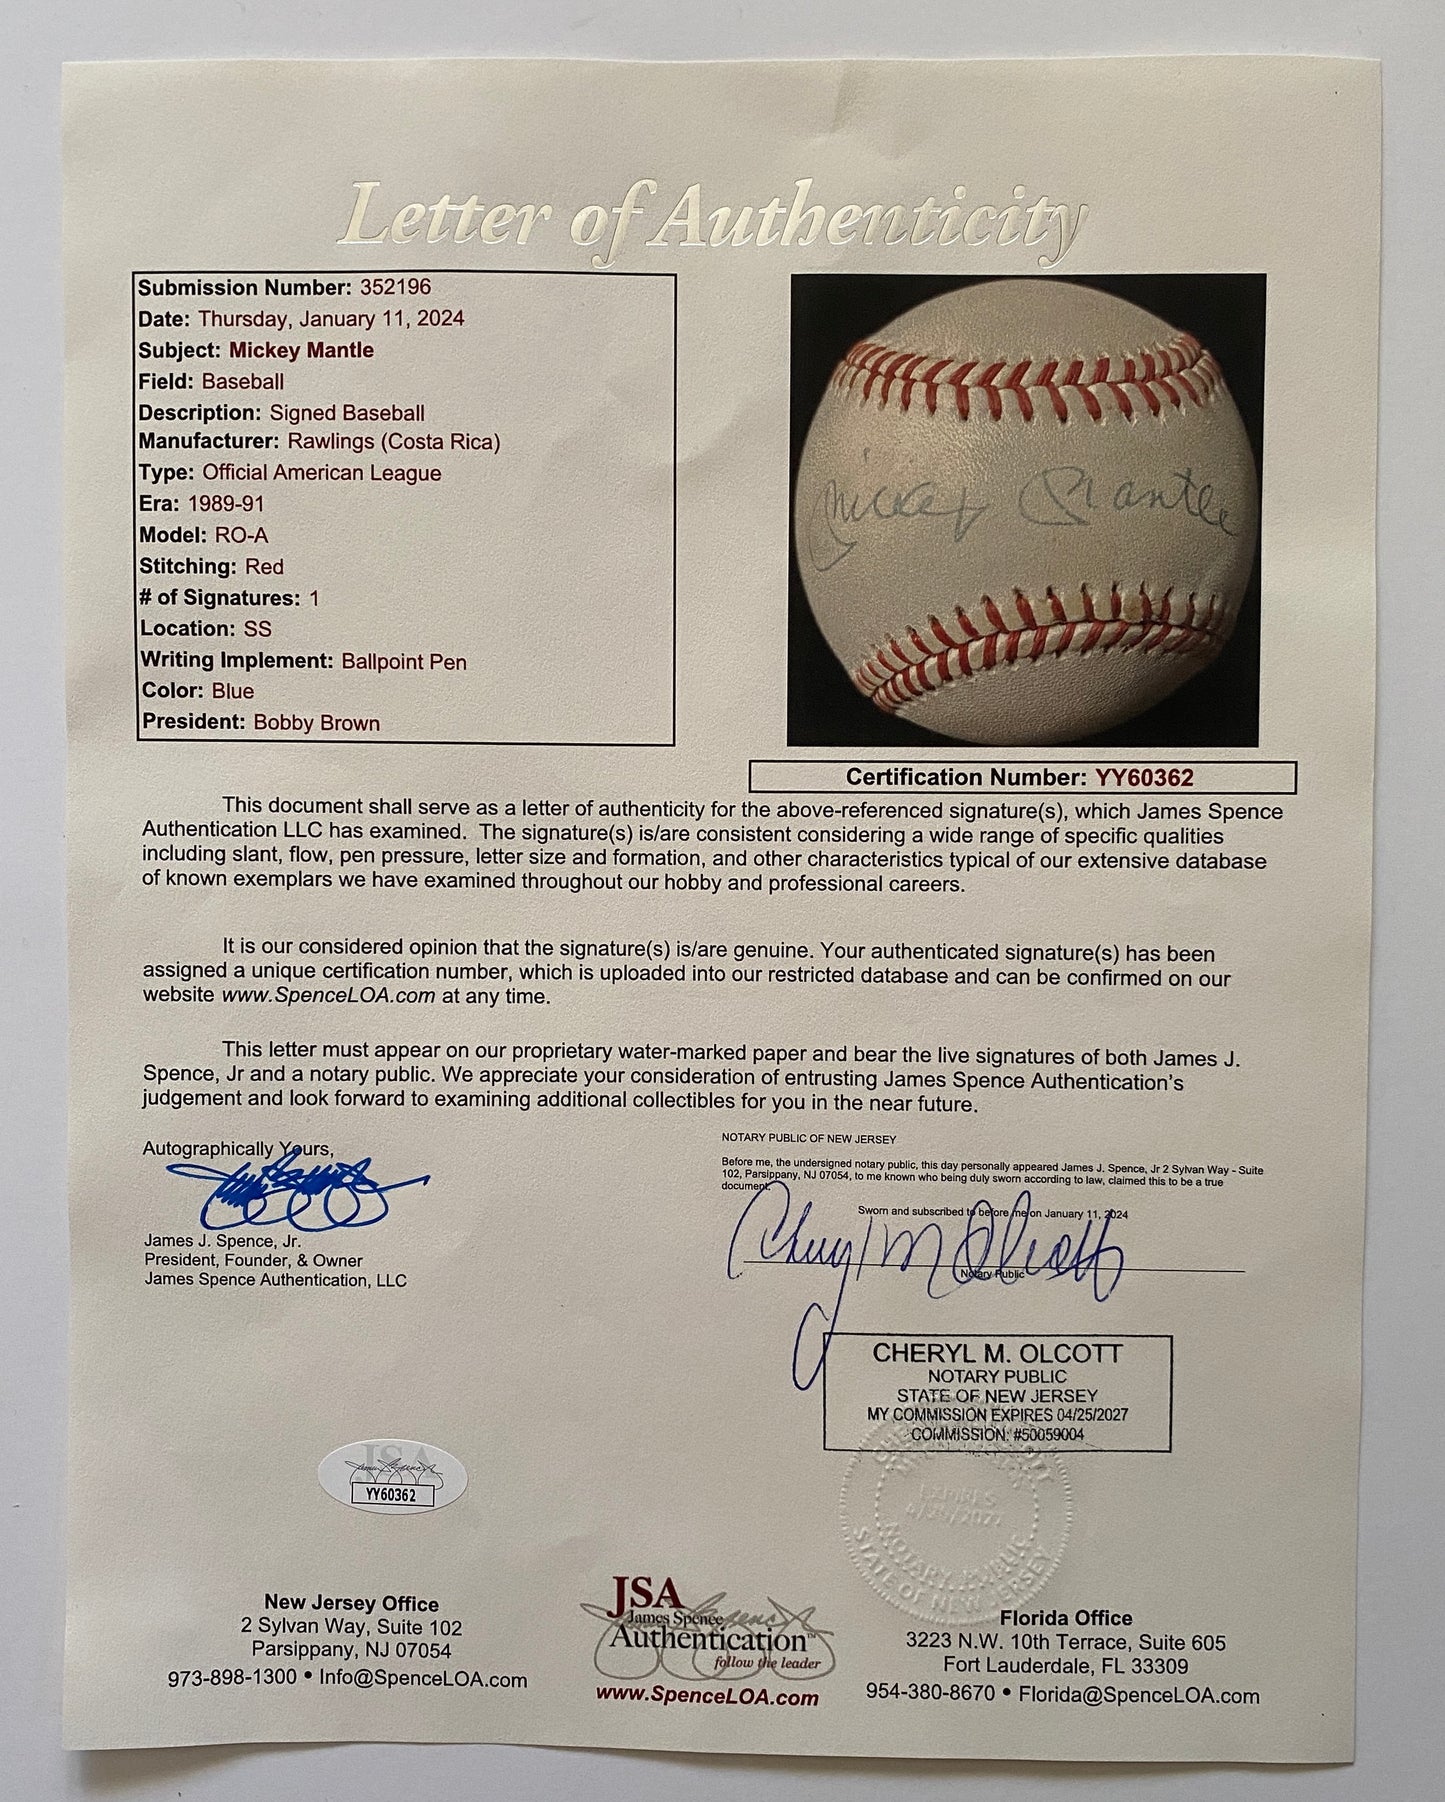 Letter of Authenticity
Submission Number: 352196
Date: Thursday, January 11, 2024
Subject: Mickey Mantle
Field: Baseball
Description: Signed Baseball
Manufacturer: Rawlings (Costa Rica)
Type: Official American League
Era: 1989-91
Model: RO-A
Stitching: Red
# of Signatures: 1
Location: SS
Writing Implement: Ballpoint Pen
Color: Blue
President: Bobby Brown
Mickey Mantle
Certification Number: YY60362
This document shall serve as a letter of authenticity for the above-referenced signature(s), which James Spence
Authentication LLC has examined. The signature(s) is/are consistent considering a wide range of specific qualities
including slant, flow, pen pressure, letter size and formation, and other characteristics typical of our extensive database
of known exemplars we have examined throughout our hobby and professional careers.
It is our considered opinion that the signature(s) is/are genuine. Your authenticated signature(s) has been
assigned a unique certification number, which is uploaded into our restricted database and can be confirmed on our
website www.SpenceLOA.com at any time.
This letter must appear on our proprietary water-marked paper and bear the live signatures of both James J.
Spence, Jr and a notary public. We appreciate your consideration of entrusting James Spence Authentication's
judgement and look forward to examining additional collectibles for you in the near future.
Autographically Yours,
James J. Spence, Jr.
President, Founder, & Owner
James Spence Authentication, LLC
NOTARY PUBLIC OF NEW JERSEY
Before me, the undersigned notary public, this day personally appeared James J. Spence, Jr 2 Sylvan Way - Suite
102, Parsippany, NJ 07054, to me known who being duly sworn according to law, claimed this to be a true
document.
Sworn and subscribed to before me on January 11, 2024
Cheryl M Olcott
Notary Public
CHERYL M. OLCOTT
NOTARY PUBLIC
STATE OF NEW JERSEY
MY COMMISSION EXPIRES 04/25/2027
COMMISSION: #50059004
EXPIRES
4/25/2027
NOTARY PUBLIC
STATE OF NEW JERSEY
JSA
YY60362
New Jersey Office
2 Sylvan Way, Suite 102
Parsippany, NJ 07054
973-898-1300 • Info@SpenceLOA.com
JSA
James Spence
Authentication™
follow the leader
www.SpenceLOA.com
Florida Office
3223 N.W. 10th Terrace, Suite 605
Fort Lauderdale, FL 33309
954-380-8670 • Florida@SpenceLOA.com